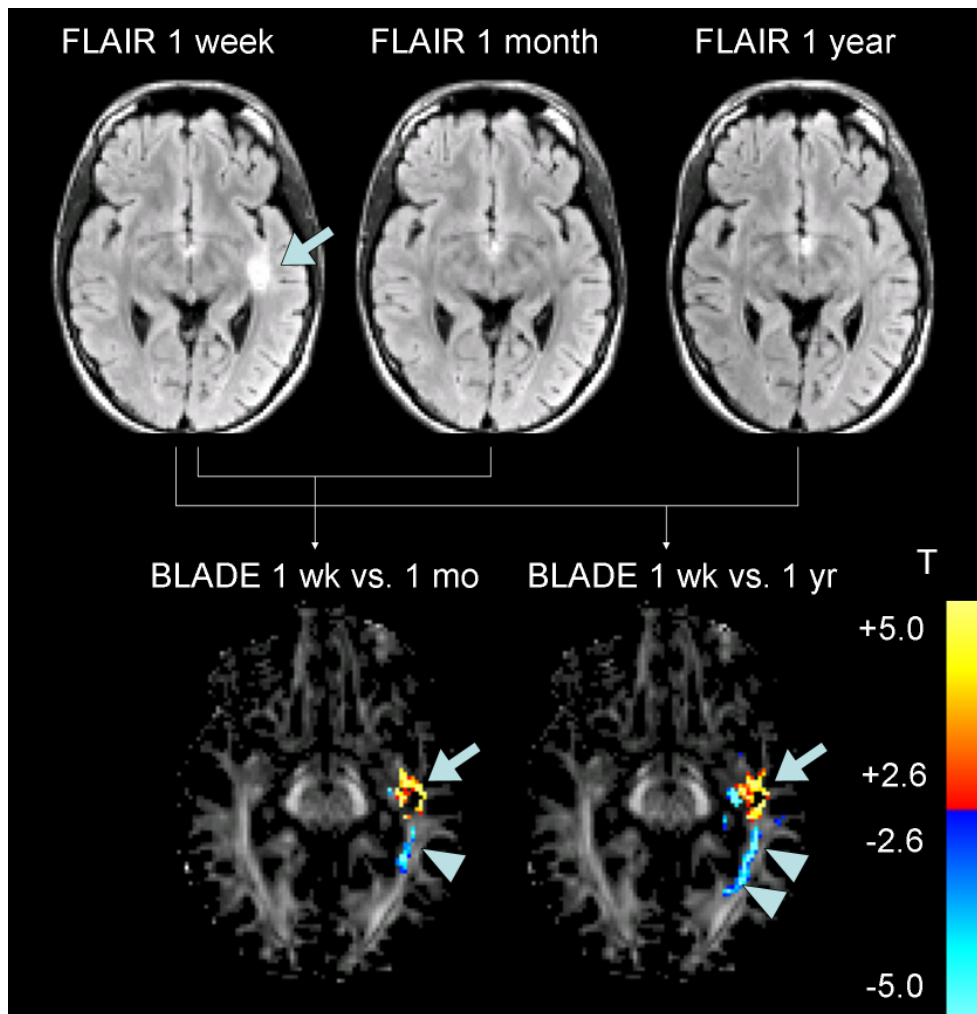 FLAIR 1 week FLAIR 1 month FLAIR 1 year
BLADE 1 wk vs. 1 mo BLADE 1 wk vs. 1 yr T
+5.0
+2.6
-2.6
-5.0